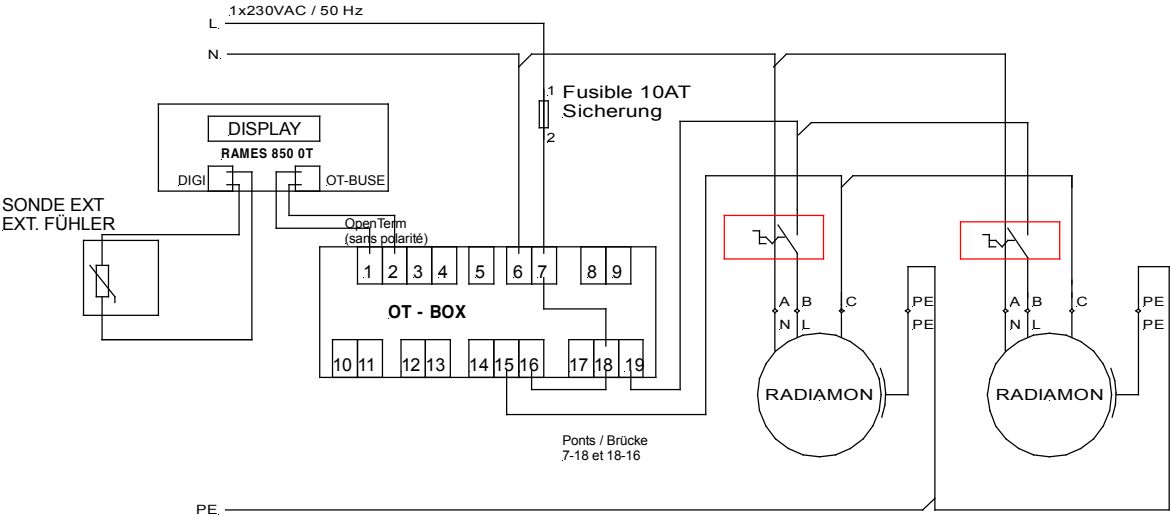 1x230VAC / 50 Hz
L
N
1
Fusible 10AT
Sicherung
2
DISPLAY
RAMES 850 0T
DIGI
OT-BUSE
SONDE EXT
EXT. FÜHLER
OpenTerm
(sans polarité)
1 2 3 4 5 6 7 8 9
OT - BOX
10 11 12 13 14 15 16 17 18 19
A B C PE
N L PE
RADIAMON
A B C PE
N L PE
RADIAMON
Ponts / Brücke
7-18 et 18-16
PE